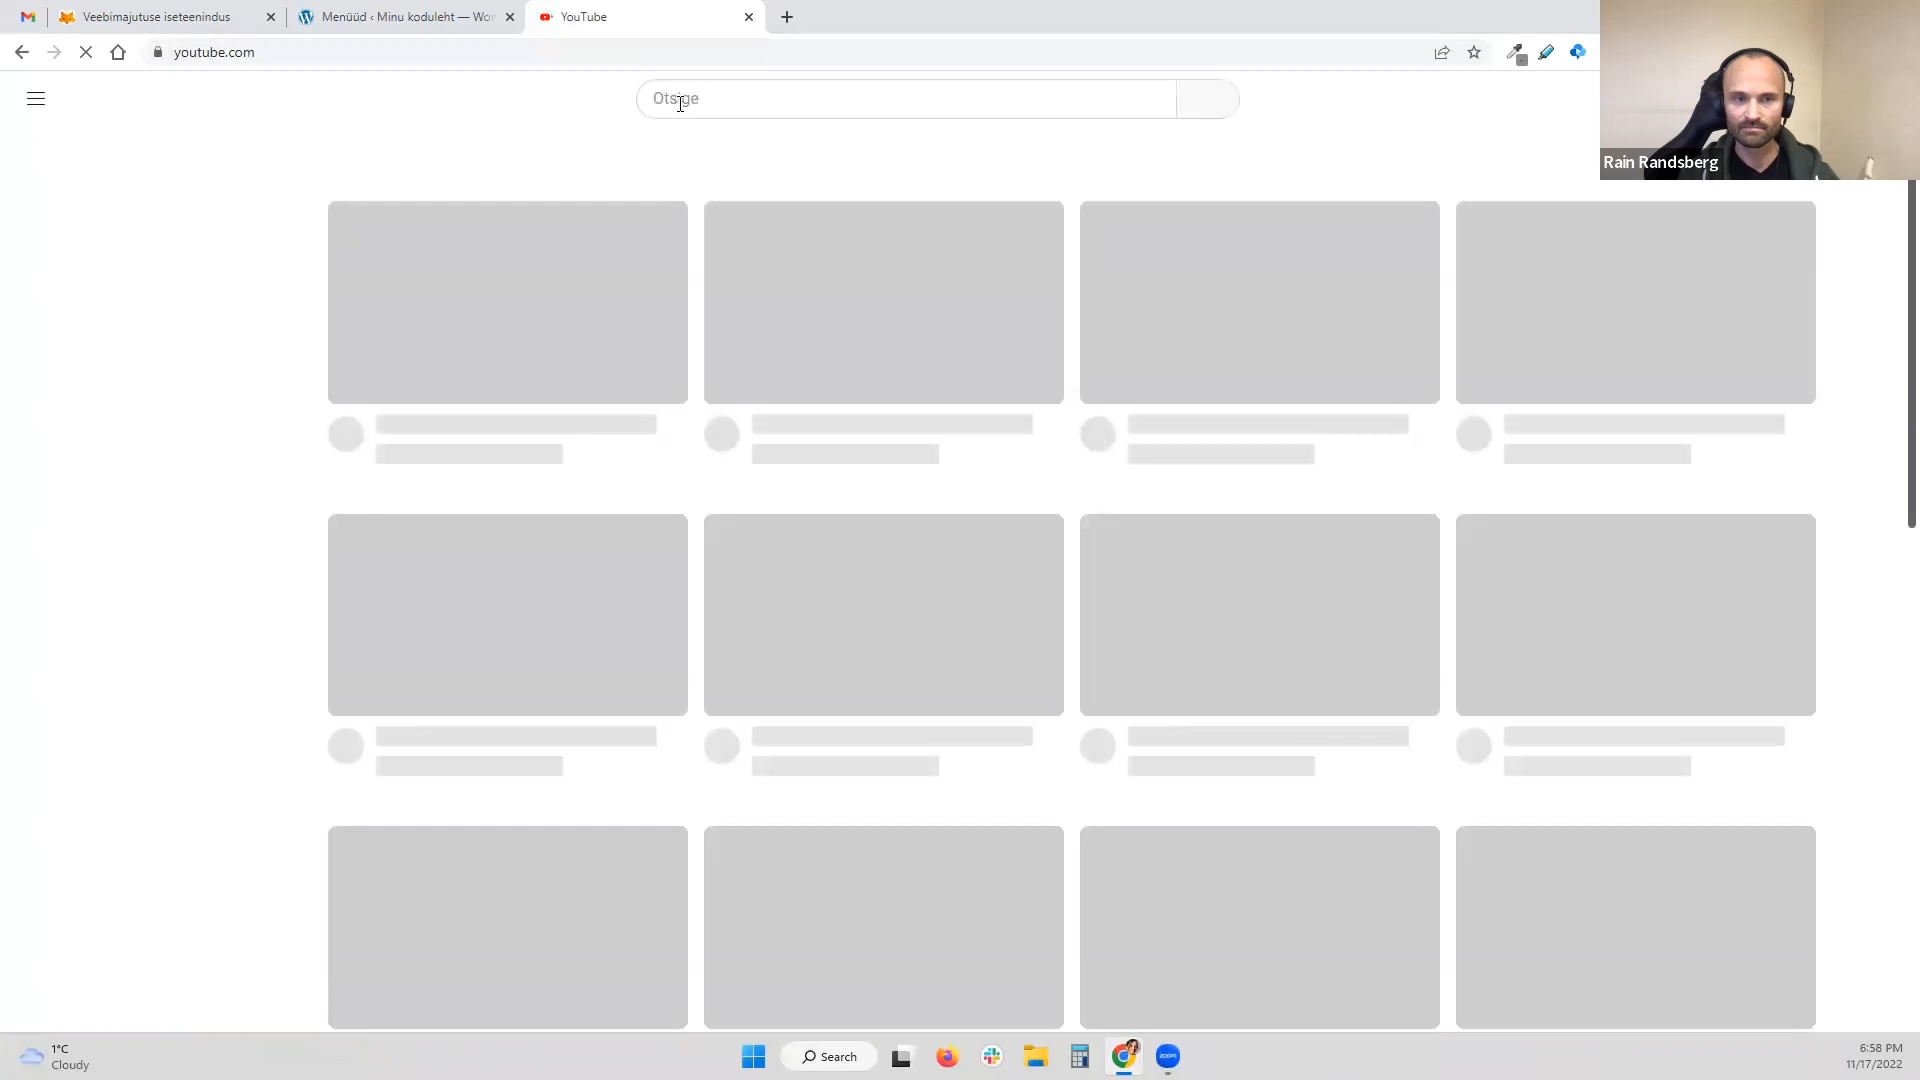 Veebimajutuse iseteenindus
Menüüd ‹ Minu koduleht — Wor
YouTube
youtube.com
Otsige
Rain Randsberg
1°C
Cloudy
Search
zoom
6:58 PM
11/17/2022